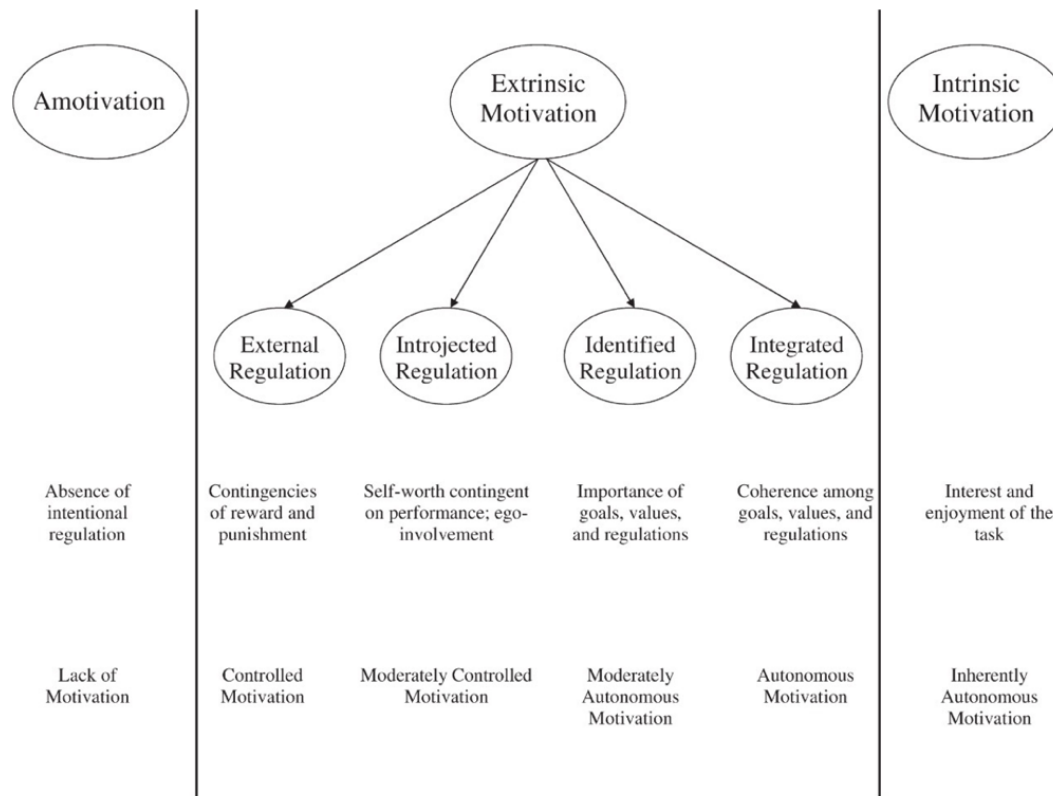 Amotivation
Extrinsic
Motivation
Intrinsic
Motivation
External
Regulation
Introjected
Regulation
Identified
Regulation
Integrated
Regulation
Absence of
intentional
regulation
Contingencies
of reward and
punishment
Self-worth contingent
on performance; ego-
involvement
Importance of
goals, values,
and regulations
Coherence among
goals, values, and
regulations
Interest and
enjoyment of the
task
Lack of
Motivation
Controlled
Motivation
Moderately Controlled
Motivation
Moderately
Autonomous
Motivation
Autonomous
Motivation
Inherently
Autonomous
Motivation